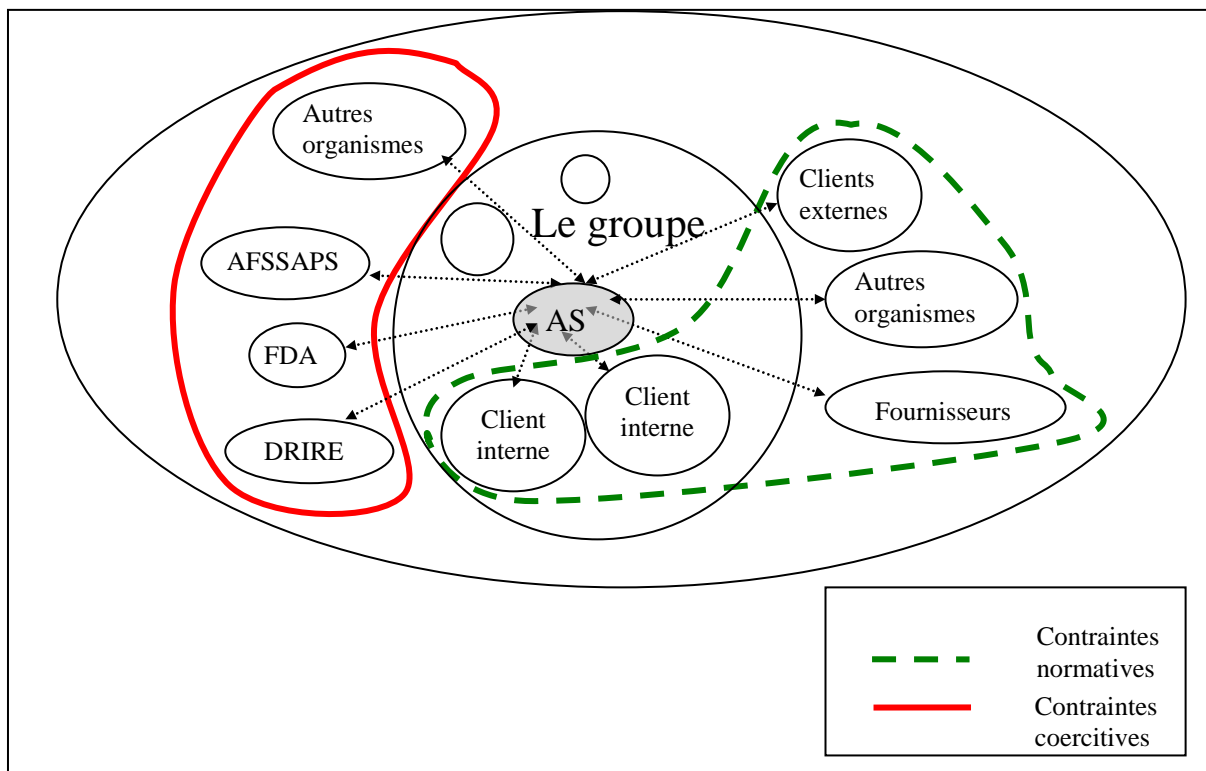 Autres
organismes
Clients
externes
Le groupe
AFSSAPS
Autres
organismes
AS
FDA
Client
interne
Client
interne
Fournisseurs
DRIRE
Contraintes
normatives
Contraintes
coercitives